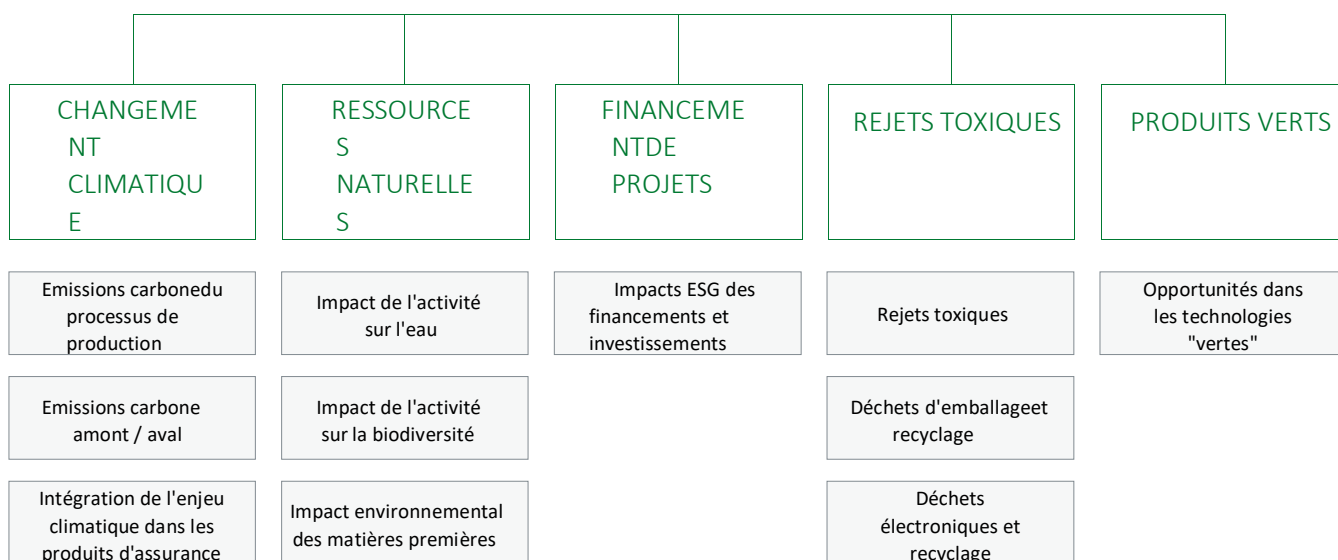 CHANGEME
NT
CLIMATIQU
E
RESSOURCE
S
NATURELLE
S
FINANCEME
NTDE
PROJETS
REJETS TOXIQUES
PRODUITS VERTS
Emissions carbonedu
processus de
production
Impact de l'activité
sur l'eau
Impacts ESG des
financements et
investissements
Rejets toxiques
Opportunités dans
les technologies
"vertes"
Emissions carbone
amont / aval
Impact de l'activité
sur la biodiversité
Déchets d'emballageet
recyclage
Intégration de l'enjeu
climatique dans les
produits d'assurance
Impact environnemental
des matières premières
Déchets
électroniques et
recyclage